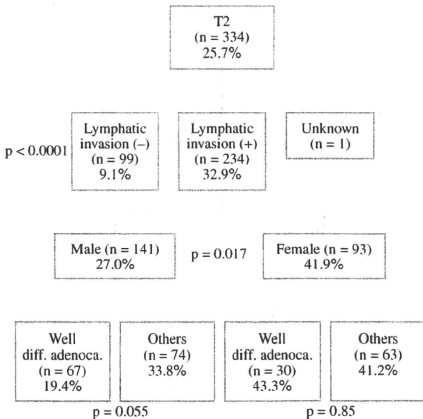 T2
(n = 334)
25.7%
p < 0.0001
Lymphatic
invasion (–)
(n = 99)
9.1%
Lymphatic
invasion (+)
(n = 234)
32.9%
Unknown
(n = 1)
Male (n = 141)
27.0%
p = 0.017
Female (n = 93)
41.9%
Well
diff. adenoca.
(n = 67)
19.4%
Others
(n = 74)
33.8%
Well
diff. adenoca.
(n = 30)
43.3%
Others
(n = 63)
41.2%
p = 0.055
p = 0.85